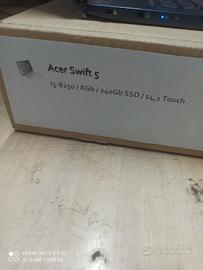 Acer Swift 5
I5-8250 / 8Gb / 240Gb SSD / 14,1 Touch
REDMI NOTE 8 PRO
AI QUAD CAMERA
subito